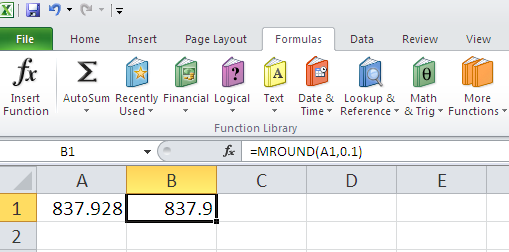 File Home Insert Page Layout Formulas Data Review View
fx Σ A ? θ
Insert Function AutoSum Recently Used Financial Logical Text Date & Time Lookup & Reference Math & Trig More Functions
Function Library
B1 fx =MROUND(A1,0.1)
A B C D E
1 837.928 837.9
2